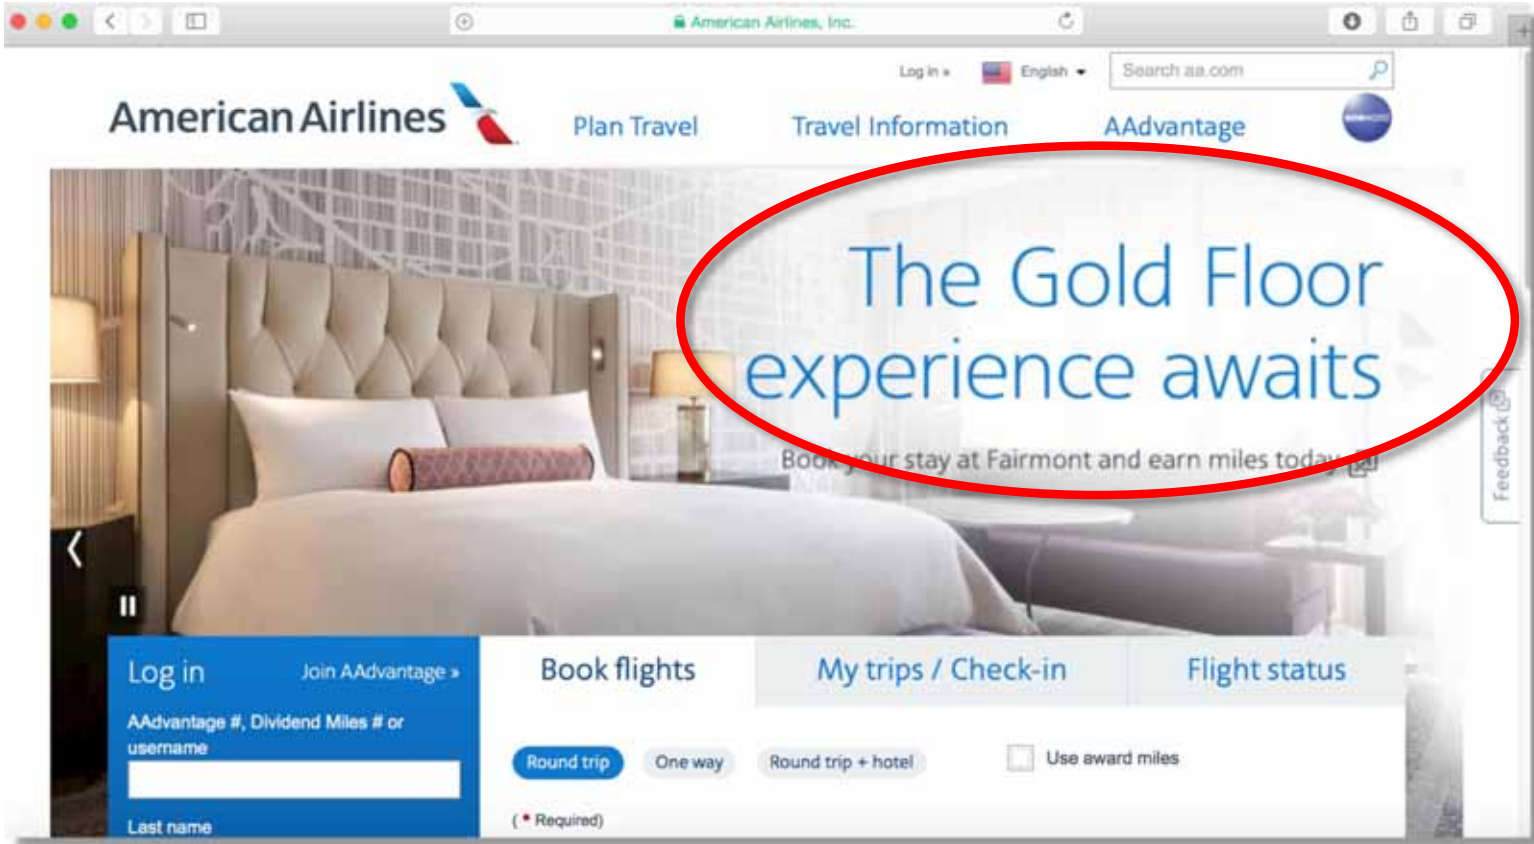 American Airlines, Inc.
Log in »
English
Search aa.com
American Airlines
Plan Travel
Travel Information
AAdvantage
The Gold Floor
experience awaits
Book your stay at Fairmont and earn miles today.
Feedback
Log in
Join AAdvantage »
Book flights
My trips / Check-in
Flight status
AAdvantage #, Dividend Miles # or
username
Round trip
One way
Round trip + hotel
Use award miles
Last name
( • Required)